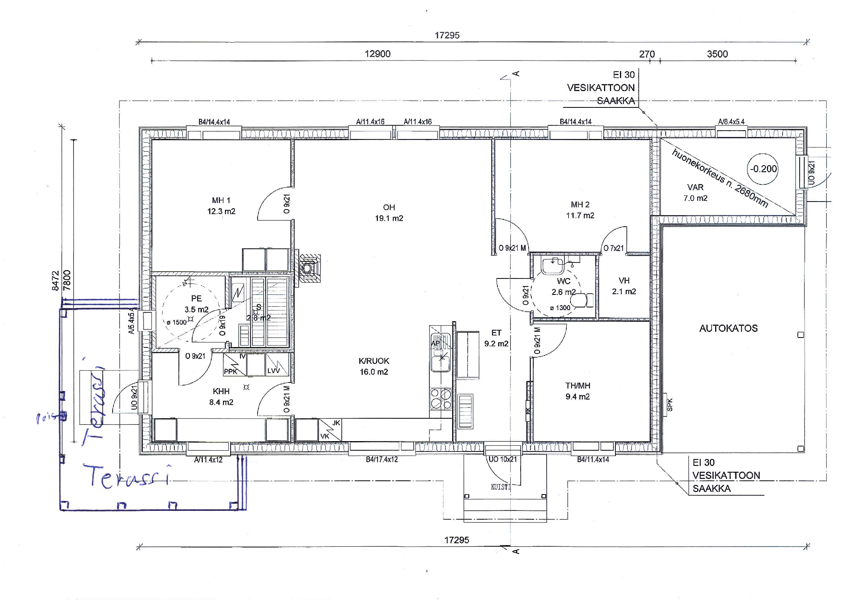 17295
12900
270
3500
A
EI 30
VESIKATTOON
SAAKKA
B4/14.4x14
A/11.4x16
A/11.4x16
B4/14.4x14
A/8.4x5.4
MH 1
12.3 m2
O 9x21
OH
19.1 m2
MH 2
11.7 m2
huonekorkeus n. 2680mm
-0.200
VAR
7.0 m2
UO 9x21
O 9x21 M
O 7x21
8472
7800
PE
3.5 m2
ø 1500
O 9x19
S
WC
2.6 m2
ø 1300
O 9x21
VH
2.1 m2
A/6.4x5
AUTOKATOS
O 9x21
IV
PPK
LVV
KHH
8.4 m2
O 9x21 M
K/RUOK
16.0 m2
AP
ET
9.2 m2
O 9x21 M
TH/MH
9.4 m2
SPK
UO 9x21
JK
VK
Terassi
Terassi
A/11.4x12
B4/17.4x12
UO 10x21
B4/11.4x14
KUISTI
EI 30
VESIKATTOON
SAAKKA
17295
A